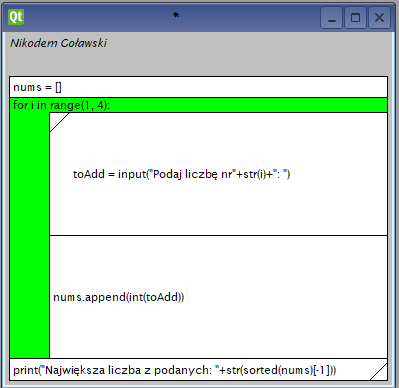 Qt
*
Nikodem Goławski
nums = []
for i in range(1, 4):
toAdd = input("Podaj liczbę nr"+str(i)+": ")
nums.append(int(toAdd))
print("Największa liczba z podanych: "+str(sorted(nums)[-1]))